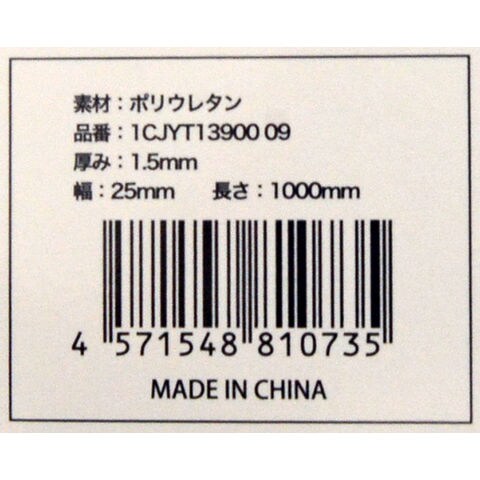 素材：ポリウレタン
品番：1CJYT13900 09
厚み：1.5mm
幅：25mm　　長さ：1000mm
4 571548 810735
MADE IN CHINA